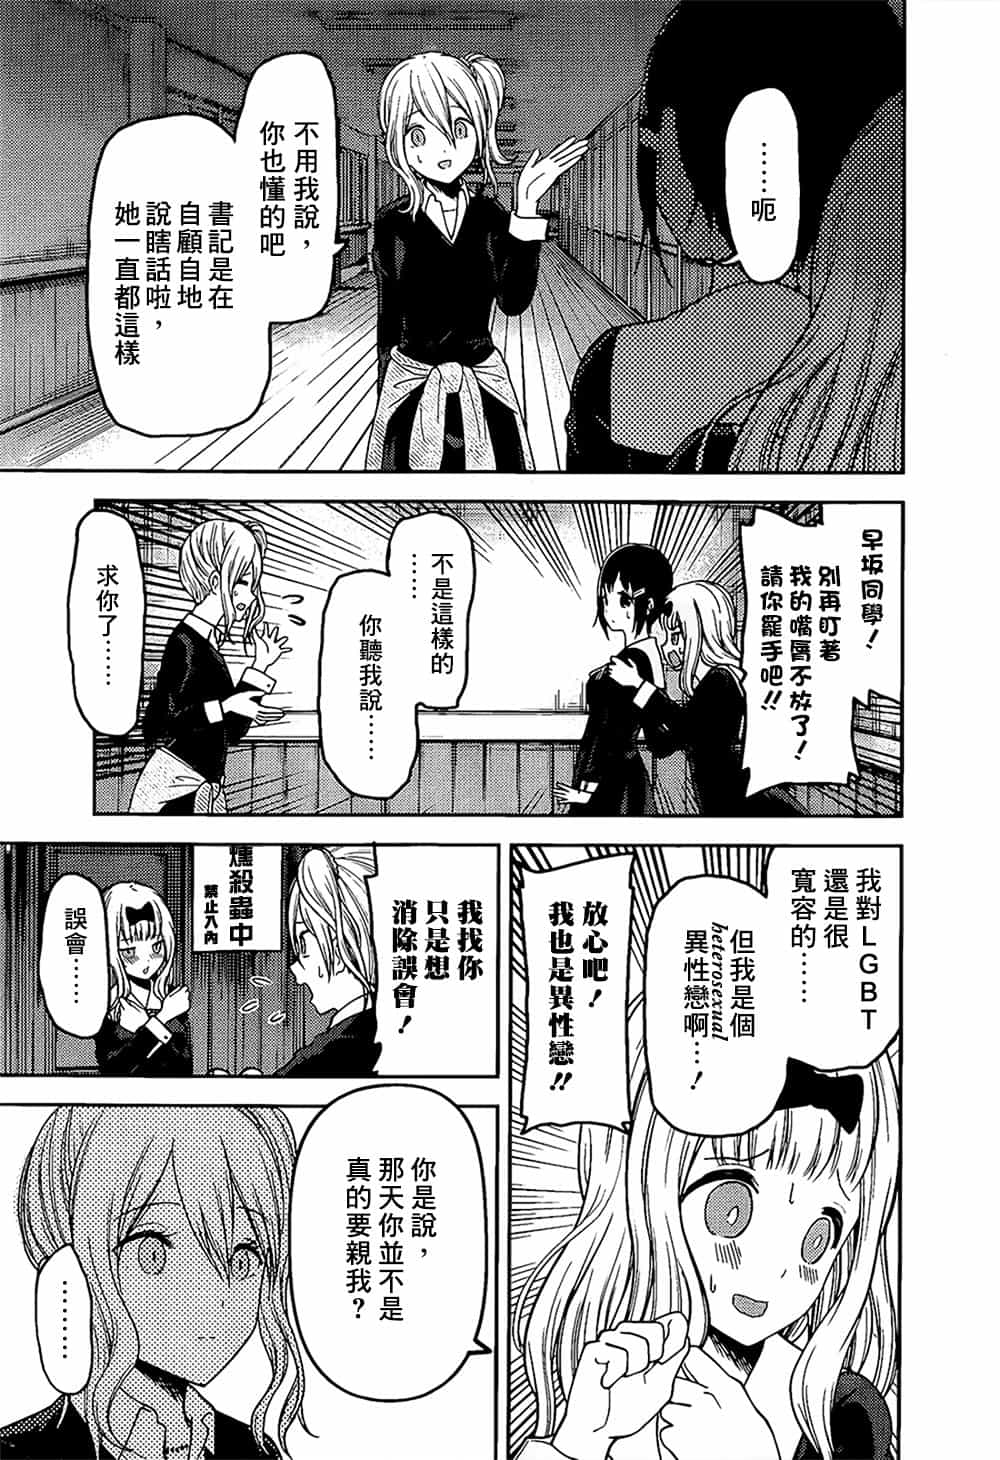 ……呃
不用我說，
你也懂的吧
書記是在
自顧自地
說瞎話啦，
她一直都這樣
早坂同學！
別再盯著
我的嘴唇不放了！
請你罷手吧!!
不是這樣的
……
你聽我說……
求你了……
我對LGBT
還是很
寬容的……
但我是個
異性戀啊…！
heterosexual
放心吧！
我也是異性戀!!
我找你
只是想
消除誤會！
燻殺蟲中
禁止入內
誤會……
你是說，
那天你並不是
真的要親我？
………